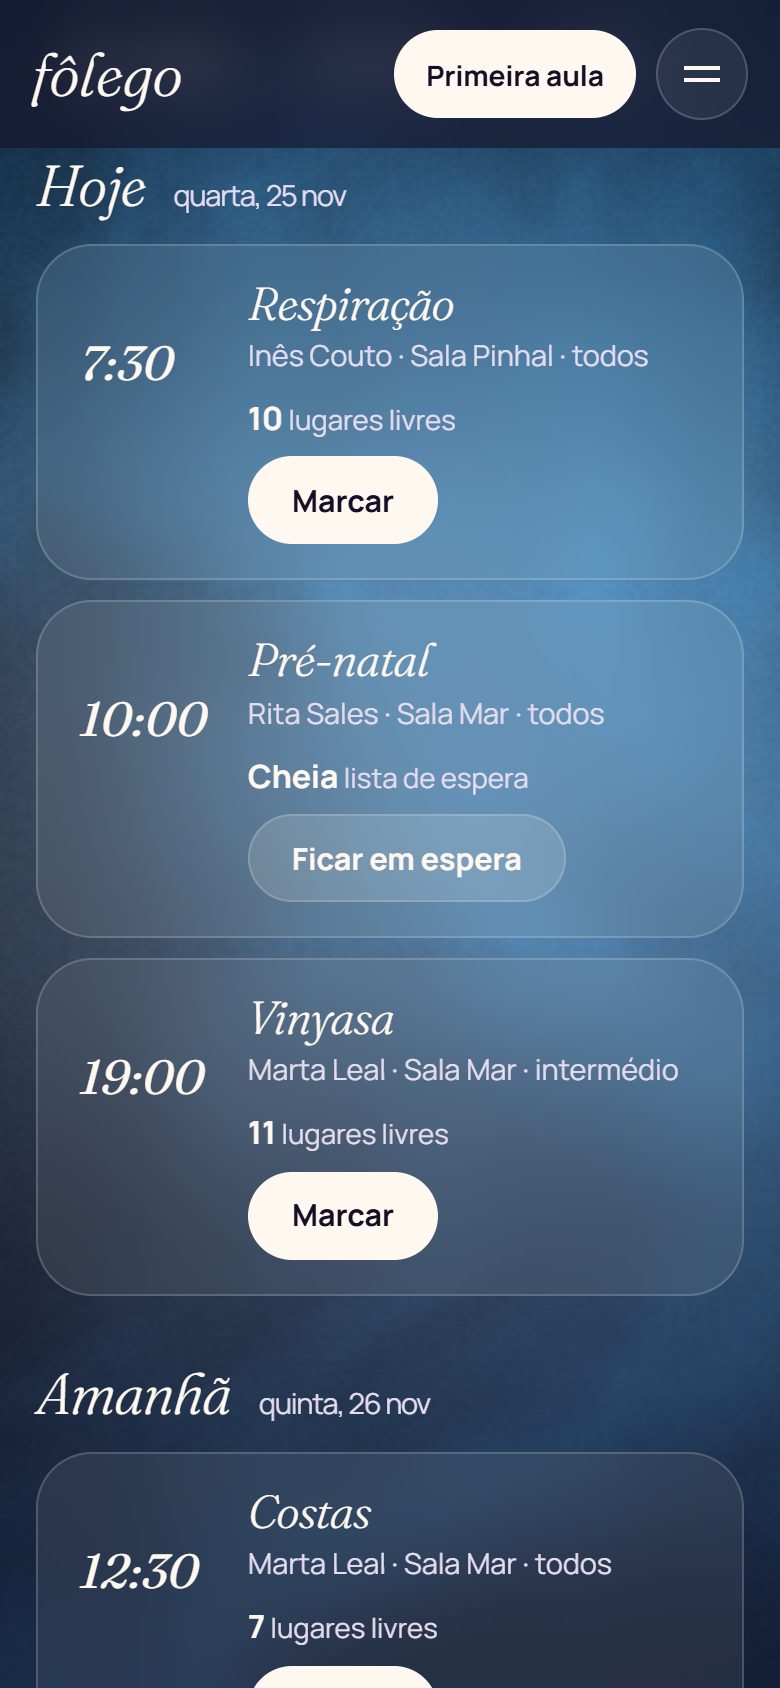 fôlego
Primeira aula
Hoje quarta, 25 nov
Respiração
7:30
Inês Couto · Sala Pinhal · todos
10 lugares livres
Marcar
Pré-natal
10:00
Rita Sales · Sala Mar · todos
Cheia lista de espera
Ficar em espera
Vinyasa
19:00
Marta Leal · Sala Mar · intermédio
11 lugares livres
Marcar
Amanhã quinta, 26 nov
Costas
12:30
Marta Leal · Sala Mar · todos
7 lugares livres